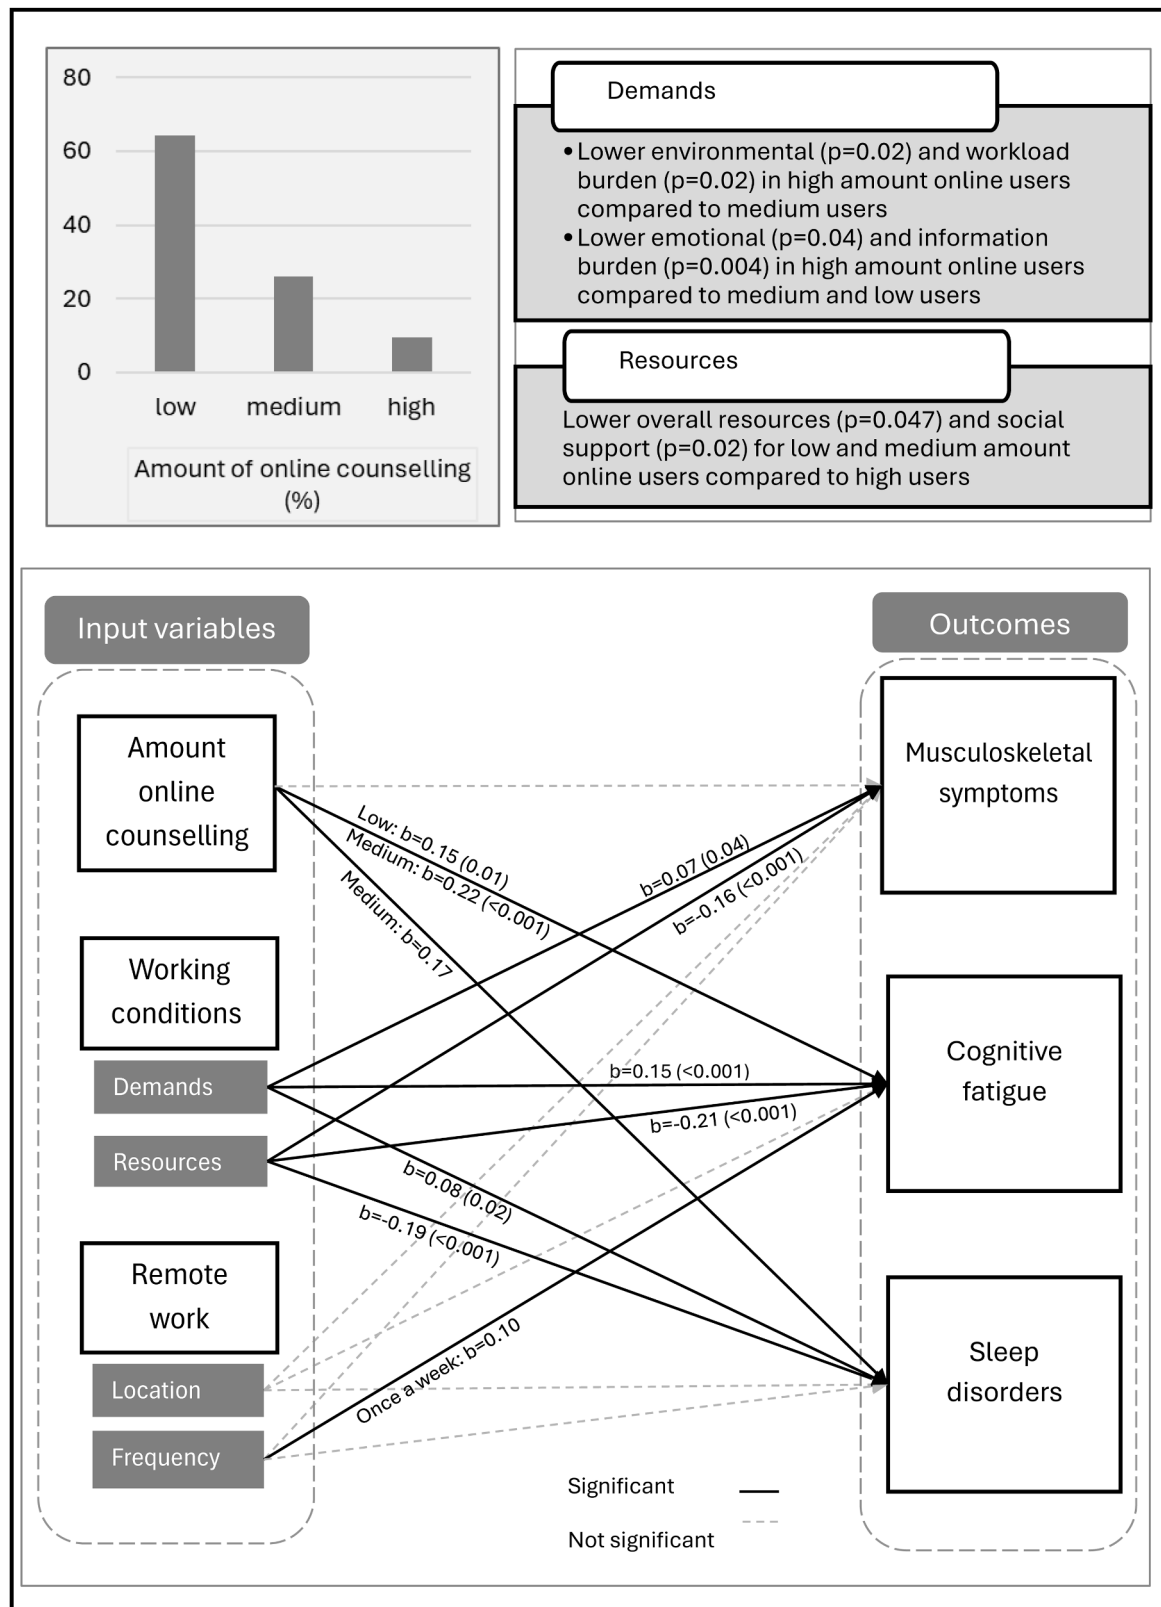 80
60
40
20
0
low medium high
Amount of online counselling
(%)
Demands
•Lower environmental (p=0.02) and workload
burden (p=0.02) in high amount online users
compared to medium users
•Lower emotional (p=0.04) and information
burden (p=0.004) in high amount online users
compared to medium and low users
Resources
Lower overall resources (p=0.047) and social
support (p=0.02) for low and medium amount
online users compared to high users
Input variables
Outcomes
Amount
online
counselling
Working
conditions
Demands
Resources
Remote
work
Location
Frequency
Low: b=0.15 (0.01)
Medium: b=0.22 (<0.001)
Medium: b=0.17
b=0.07 (0.04)
b=-0.16 (<0.001)
b=0.15 (<0.001)
b=-0.21 (<0.001)
b=0.08 (0.02)
b=-0.19 (<0.001)
Once a week: b=0.10
Musculoskeletal
symptoms
Cognitive
fatigue
Sleep
disorders
Significant
Not significant